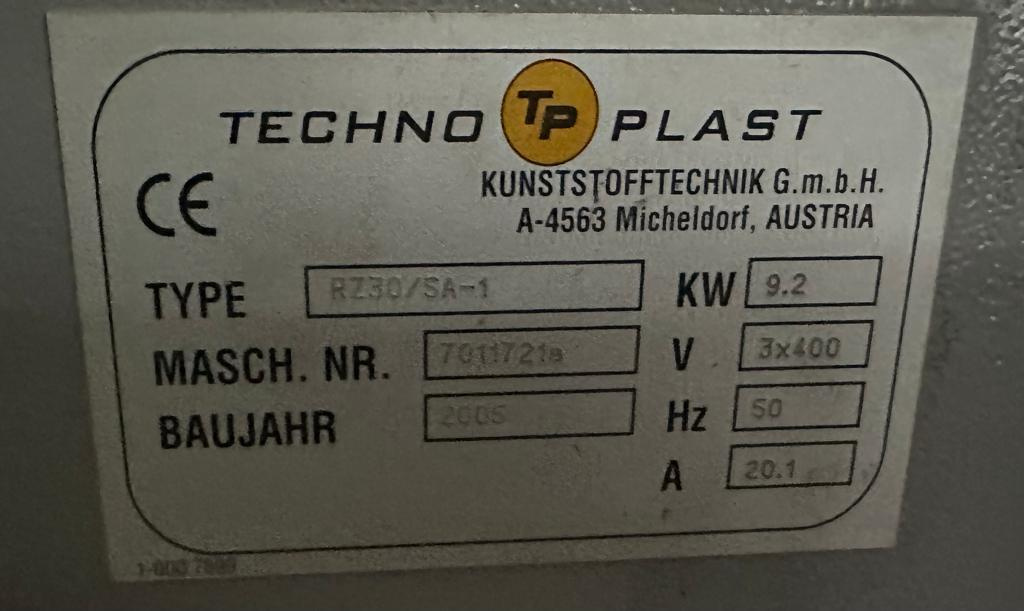 TECHNO TP PLAST
KUNSTSTOFFTECHNIK G.m.b.H.
A-4563 Micheldorf, AUSTRIA
CE
TYPE RZ30/SA-1 KW 9.2
MASCH. NR. 7011721a V 3x400
BAUJAHR 2005 Hz 50
A 20.1